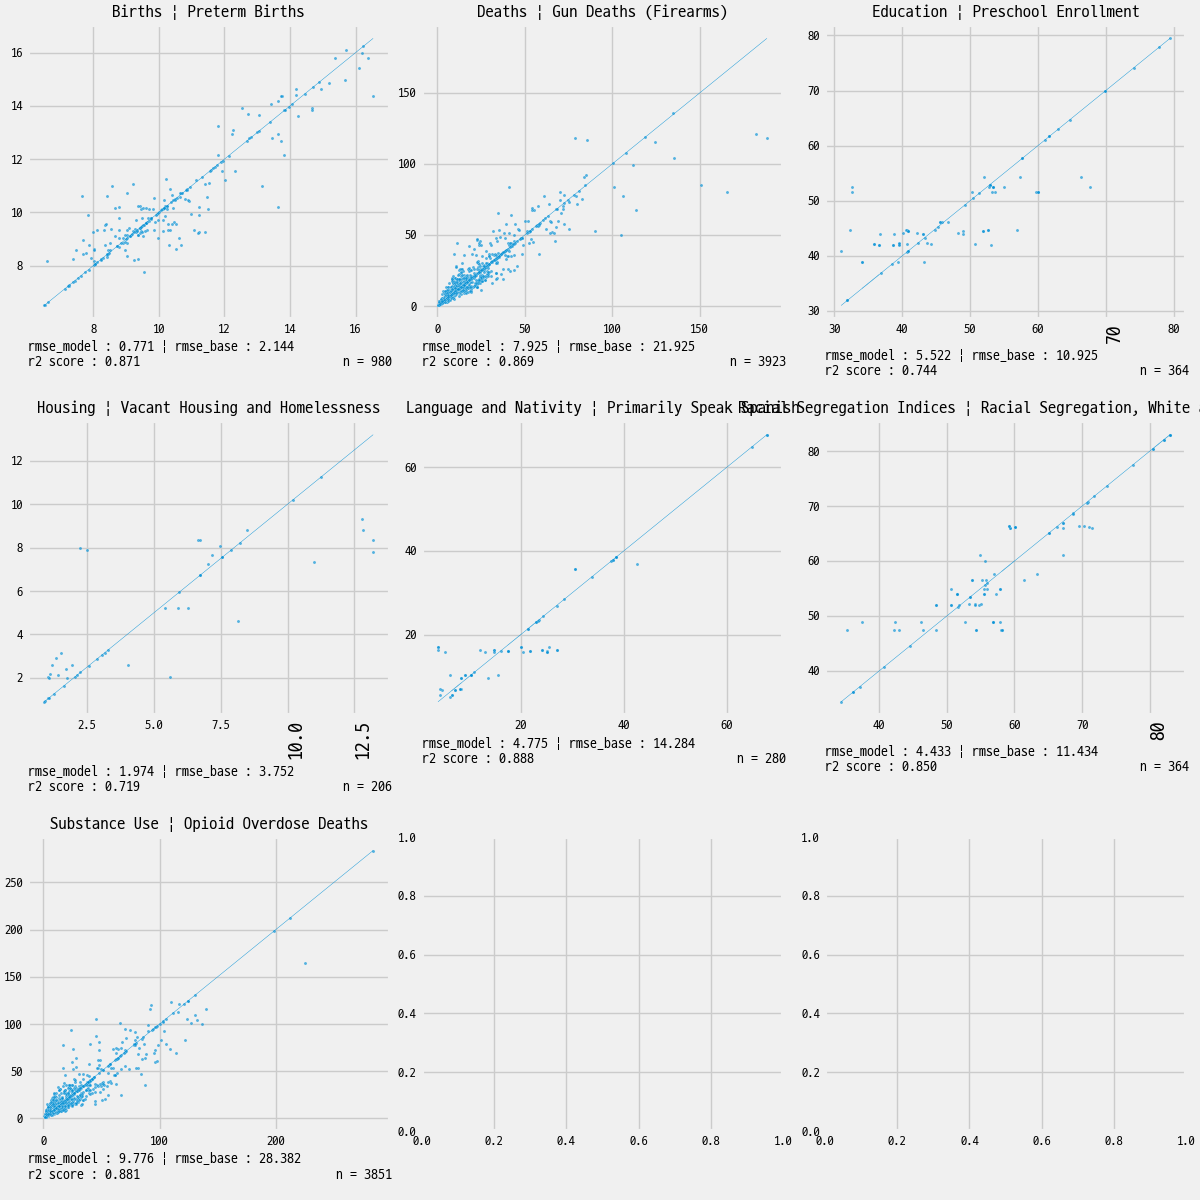 Births ¦ Preterm Births
16
14
12
10
8
8 10 12 14 16
rmse_model : 0.771 ¦ rmse_base : 2.144
r2 score : 0.871 n = 980
Deaths ¦ Gun Deaths (Firearms)
150
100
50
0
0 50 100 150
rmse_model : 7.925 ¦ rmse_base : 21.925
r2 score : 0.869 n = 3923
Education ¦ Preschool Enrollment
80
70
60
50
40
30
30 40 50 60 70 80
rmse_model : 5.522 ¦ rmse_base : 10.925
r2 score : 0.744 n = 364
Housing ¦ Vacant Housing and Homelessness
12
10
8
6
4
2
2.5 5.0 7.5 10.0 12.5
rmse_model : 1.974 ¦ rmse_base : 3.752
r2 score : 0.719 n = 206
Language and Nativity ¦ Primarily Speak Spanish
60
40
20
20 40 60
rmse_model : 4.775 ¦ rmse_base : 14.284
r2 score : 0.888 n = 280
Racial Segregation Indices ¦ Racial Segregation, White
80
70
60
50
40
40 50 60 70 80
rmse_model : 4.433 ¦ rmse_base : 11.434
r2 score : 0.850 n = 364
Substance Use ¦ Opioid Overdose Deaths
250
200
150
100
50
0
0 100 200
rmse_model : 9.776 ¦ rmse_base : 28.382
r2 score : 0.881 n = 3851
1.0
0.8
0.6
0.4
0.2
0.0
0.0 0.2 0.4 0.6 0.8 1.0
1.0
0.8
0.6
0.4
0.2
0.0
0.0 0.2 0.4 0.6 0.8 1.0